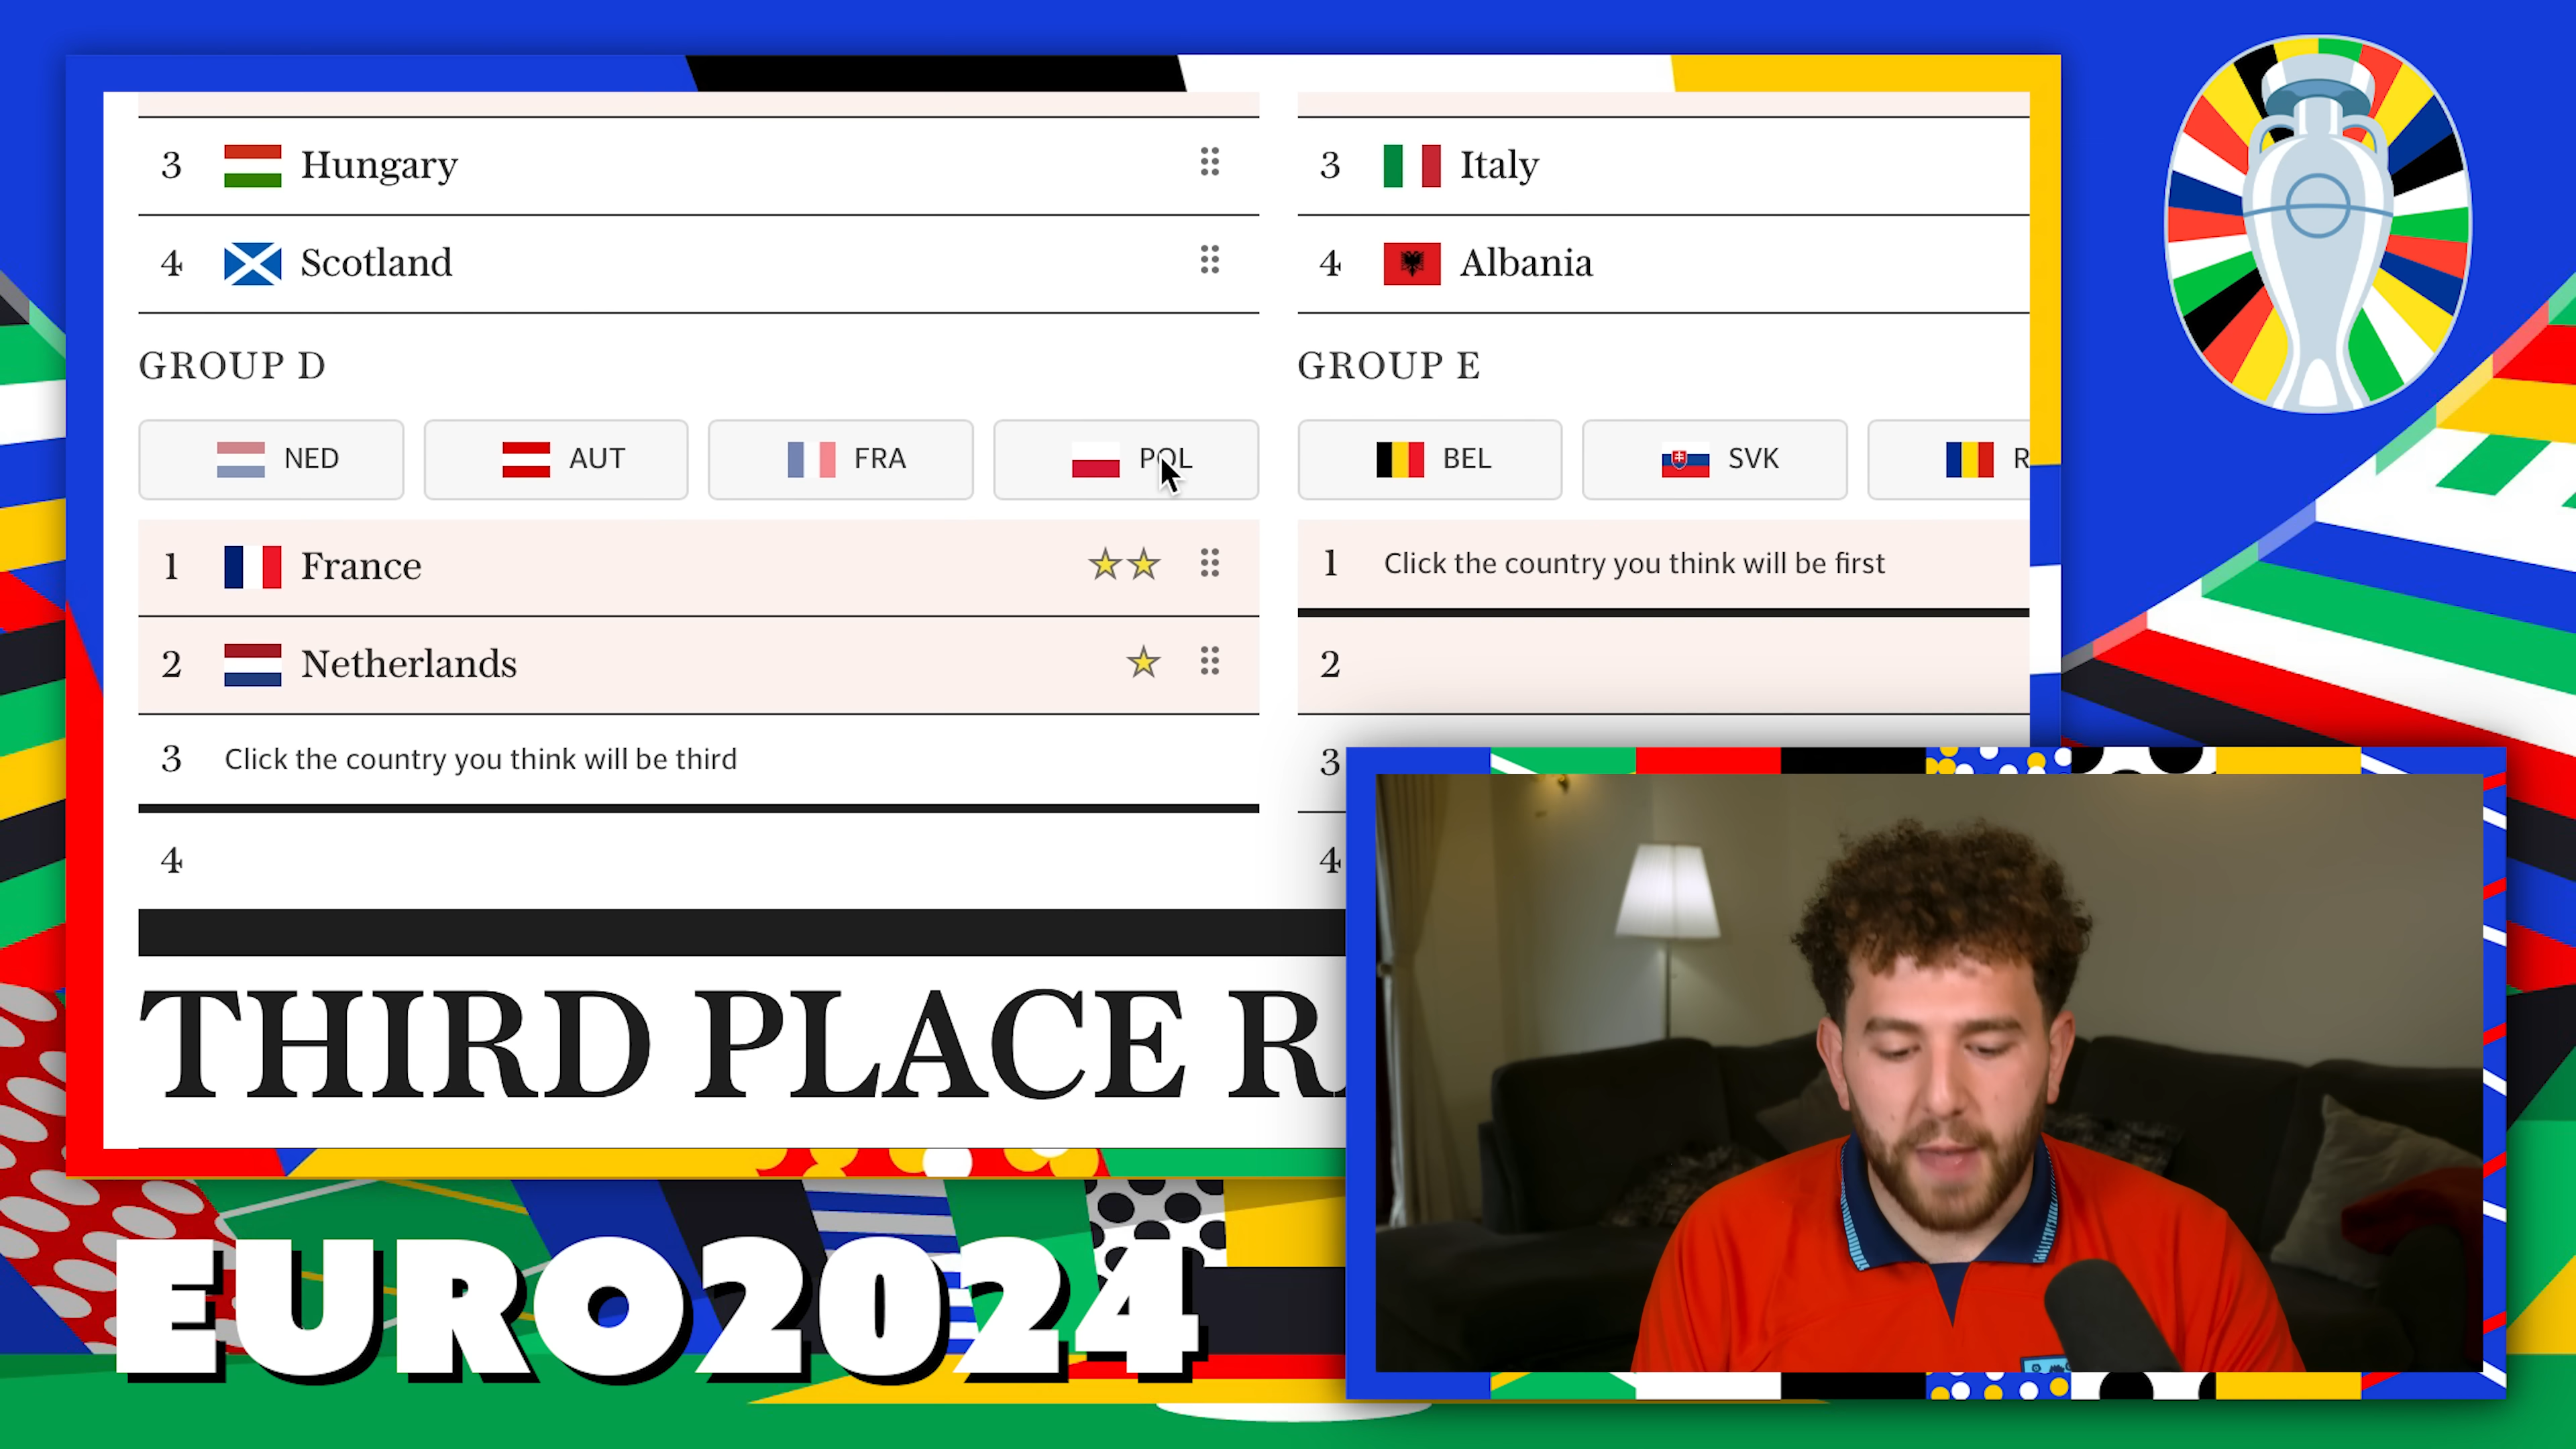 3 Hungary
4 Scotland
3 Italy
4 Albania
GROUP D
NED AUT FRA POL
1 France
2 Netherlands
3 Click the country you think will be third
4
GROUP E
BEL SVK R
1 Click the country you think will be first
2
3
4
THIRD PLACE R
EURO2024